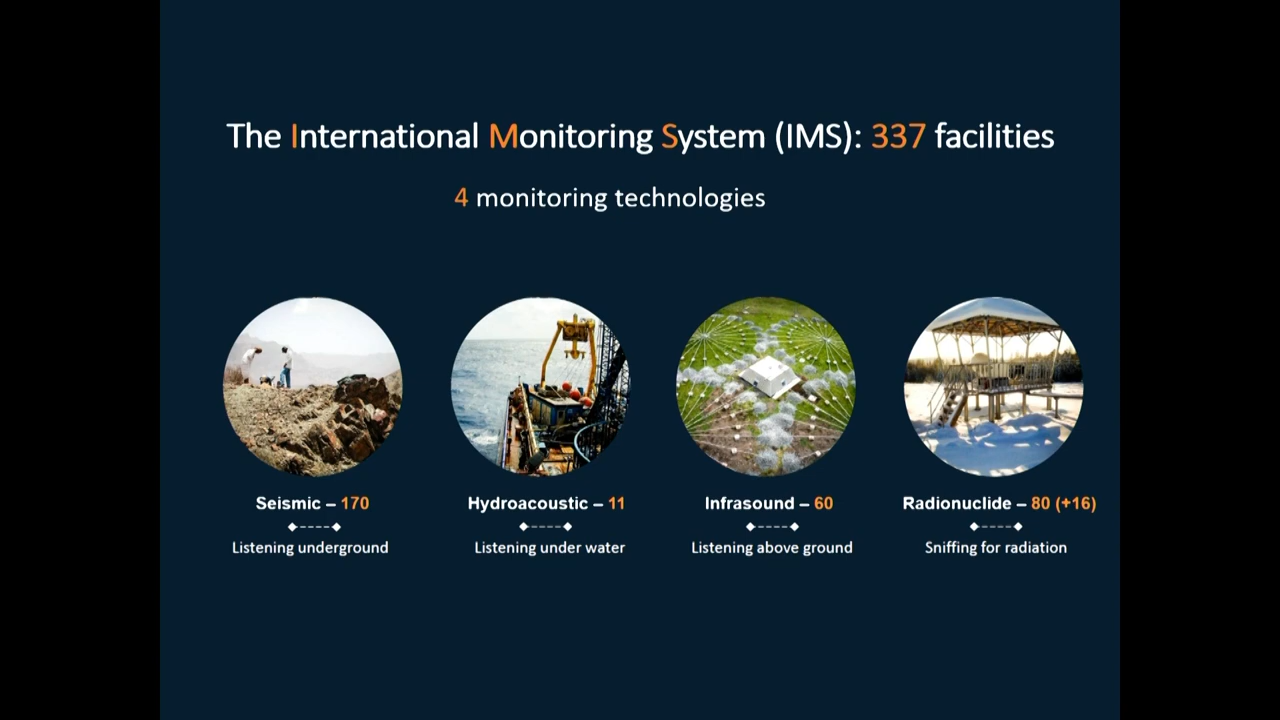 The International Monitoring System (IMS): 337 facilities
4 monitoring technologies
Seismic – 170
Listening underground
Hydroacoustic – 11
Listening under water
Infrasound – 60
Listening above ground
Radionuclide – 80 (+16)
Sniffing for radiation